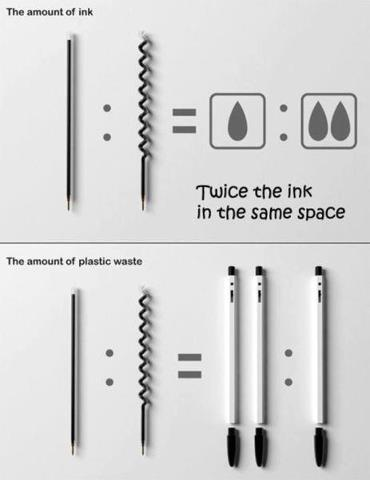 The amount of ink
Twice the ink
in the same space
The amount of plastic waste